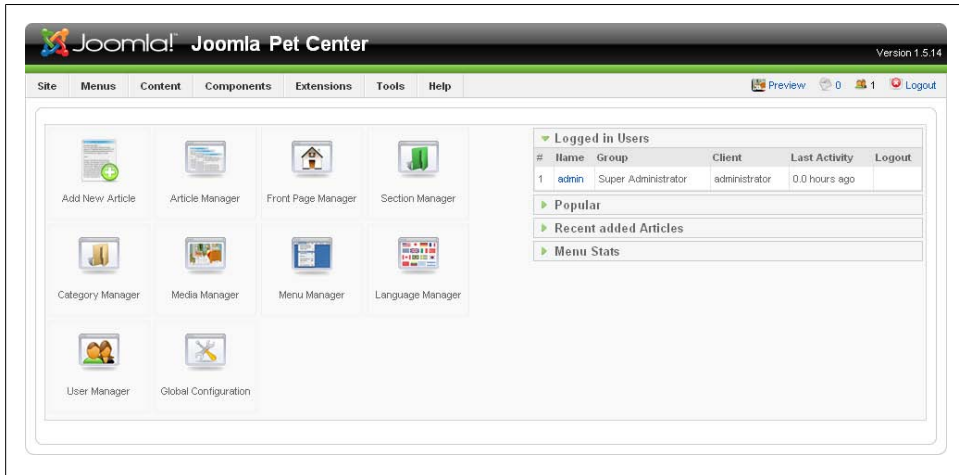 Joomla! Joomla Pet Center
Version 1.5.14
Site Menus Content Components Extensions Tools Help Preview 0 1 Logout
Add New Article Article Manager Front Page Manager Section Manager
Category Manager Media Manager Menu Manager Language Manager
User Manager Global Configuration
Logged in Users
# Name Group Client Last Activity Logout
1 admin Super Administrator administrator 0.0 hours ago
Popular
Recent added Articles
Menu Stats